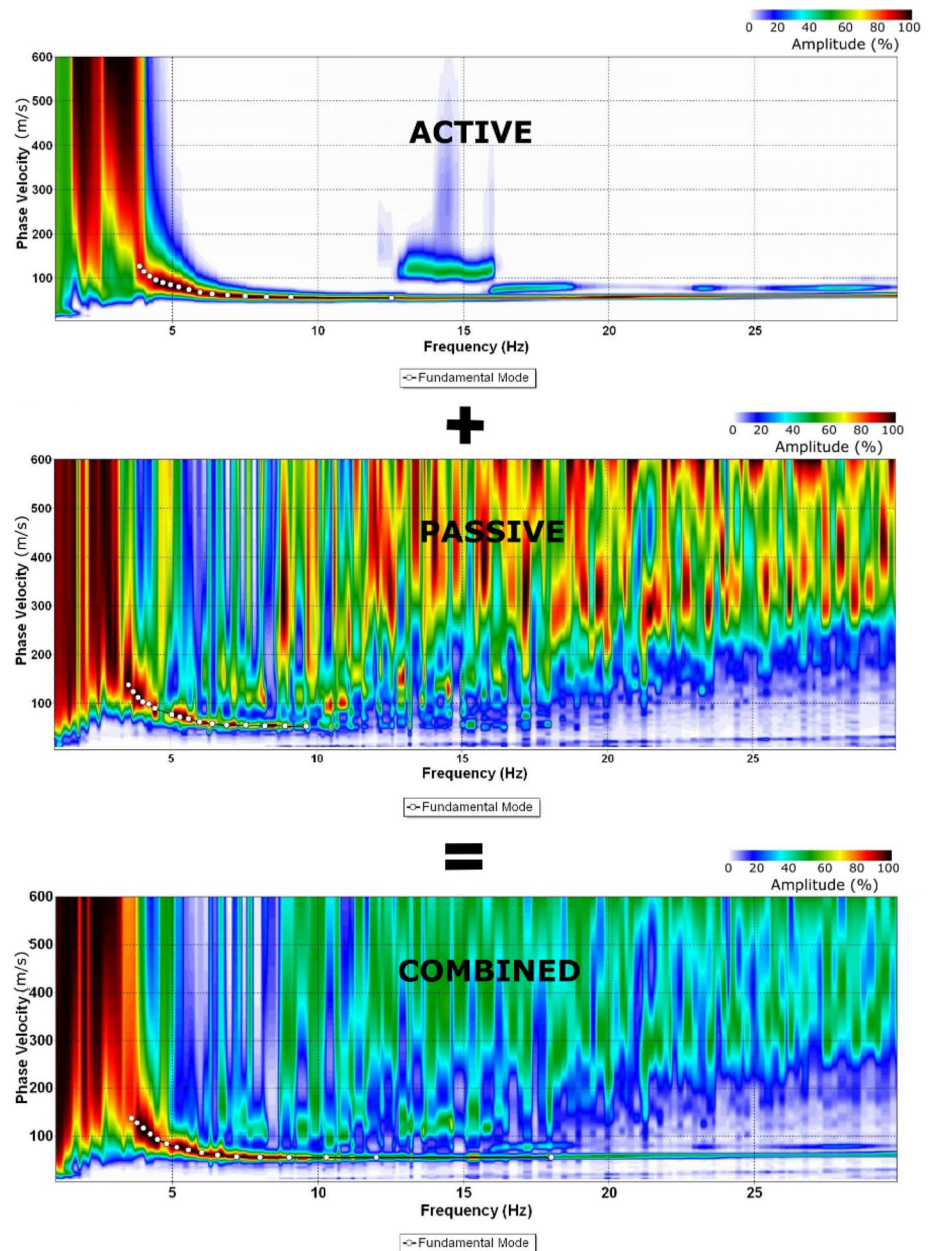 0 20 40 60 80 100
Amplitude (%)
600
500
400
300
200
100
Phase Velocity (m/s)
ACTIVE
5 10 15 20 25
Frequency (Hz)
Fundamental Mode
+
0 20 40 60 80 100
Amplitude (%)
600
500
400
300
200
100
Phase Velocity (m/s)
PASSIVE
5 10 15 20 25
Frequency (Hz)
Fundamental Mode
=
0 20 40 60 80 100
Amplitude (%)
600
500
400
300
200
100
Phase Velocity (m/s)
COMBINED
5 10 15 20 25
Frequency (Hz)
Fundamental Mode